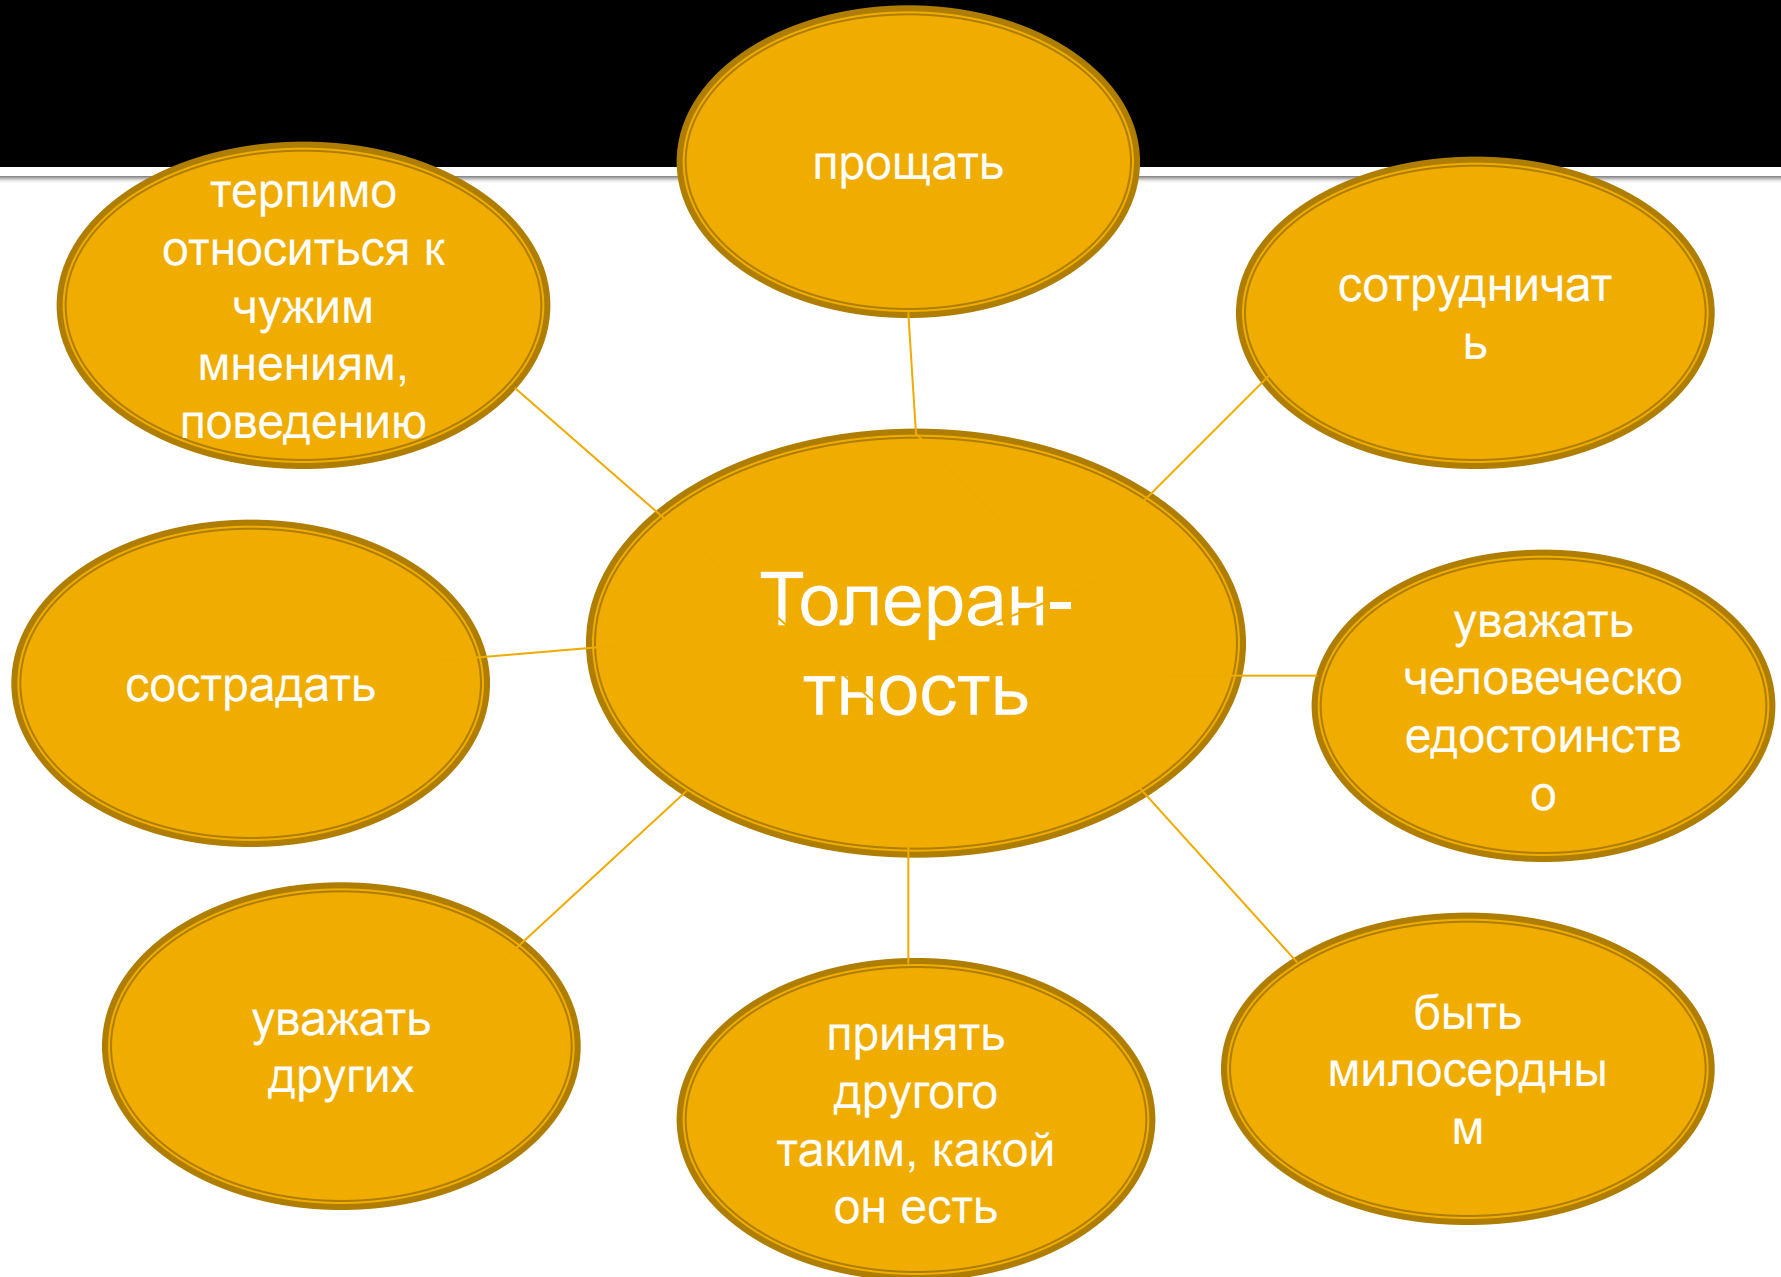 прощать
терпимо
относиться к
чужим
мнениям,
поведению
сотрудничат
ь
Толеран-
тность
уважать
человеческо
едостоинств
о
сострадать
уважать
других
принять
другого
таким, какой
он есть
быть
милосердны
м